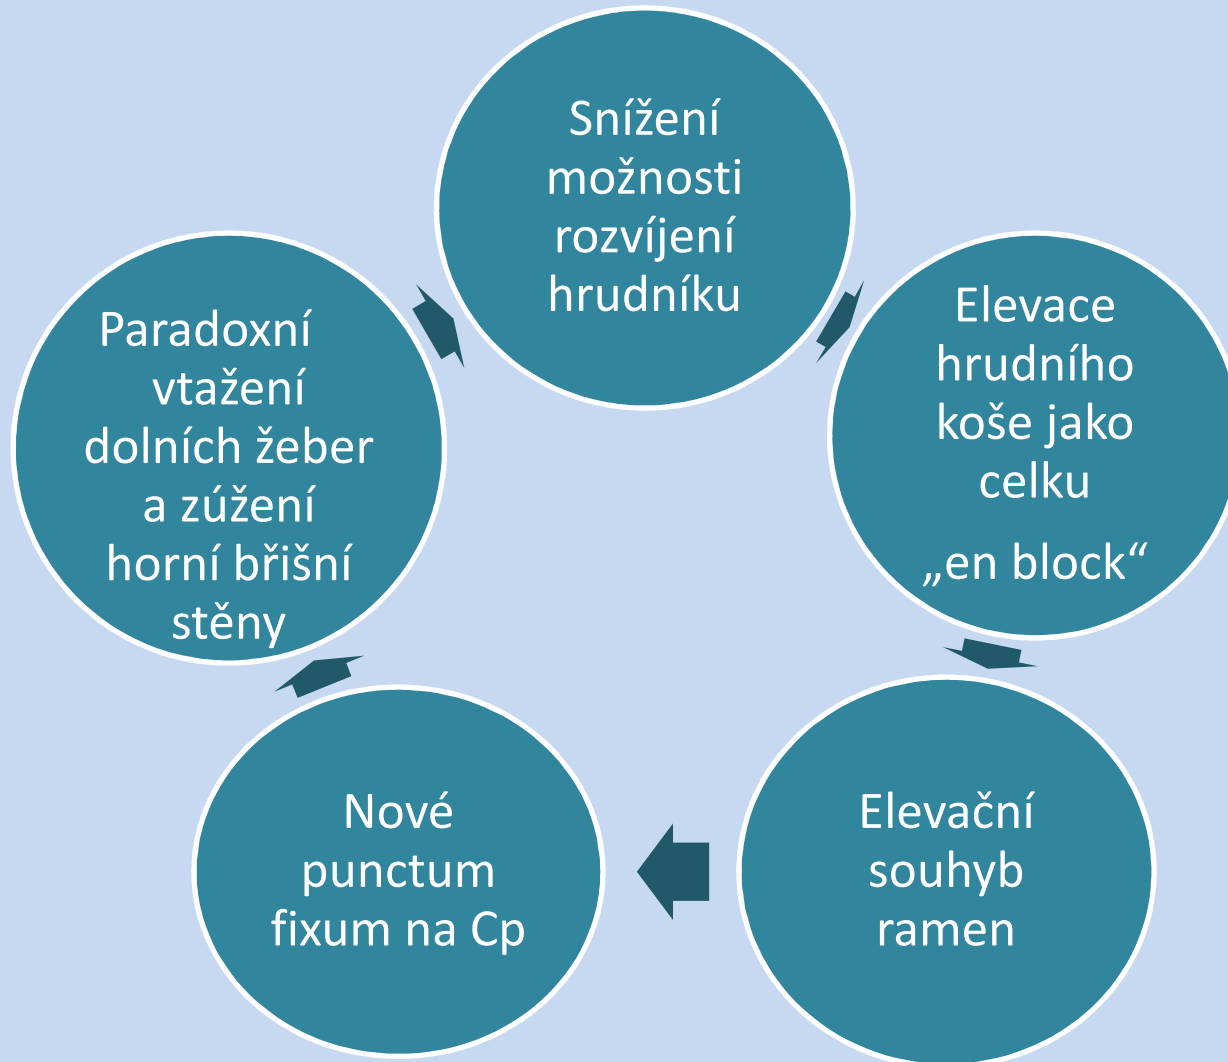 Snížení
možnosti
rozvíjení
hrudníku
Elevace
hrudního
koše jako
celku
„en block“
Elevační
souhyb
ramen
Nové
punctum
fixum na Cp
Paradoxní
vtažení
dolních žeber
a zúžení
horní břišní
stěny